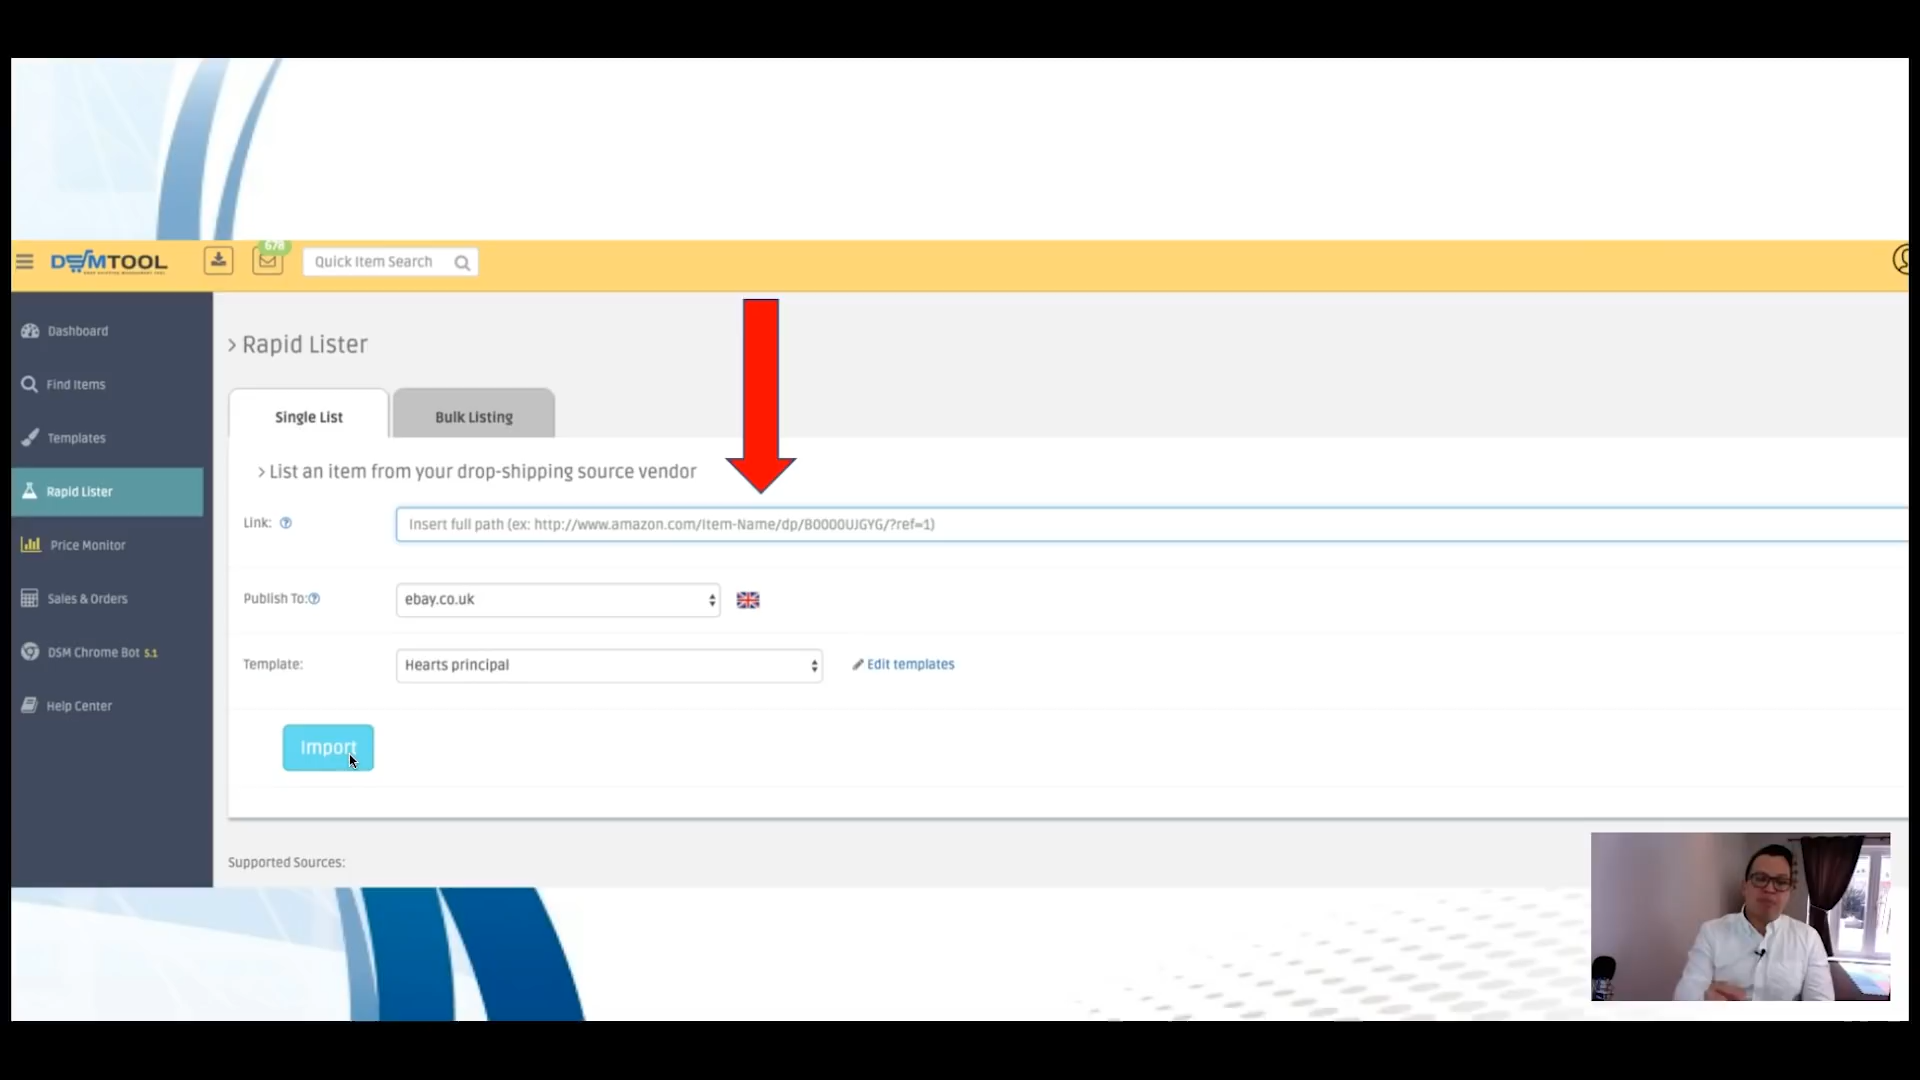 DSMTOOL
678
Quick Item Search
Dashboard
Find Items
Templates
Rapid Lister
Price Monitor
Sales & Orders
DSM Chrome Bot 5.1
Help Center
> Rapid Lister
Single List
Bulk Listing
> List an item from your drop-shipping source vendor
Link:
Insert full path (ex: http://www.amazon.com/Item-Name/dp/B0000UJGYG/?ref=1)
Publish To:
ebay.co.uk
Template:
Hearts principal
Edit templates
Import
Supported Sources: